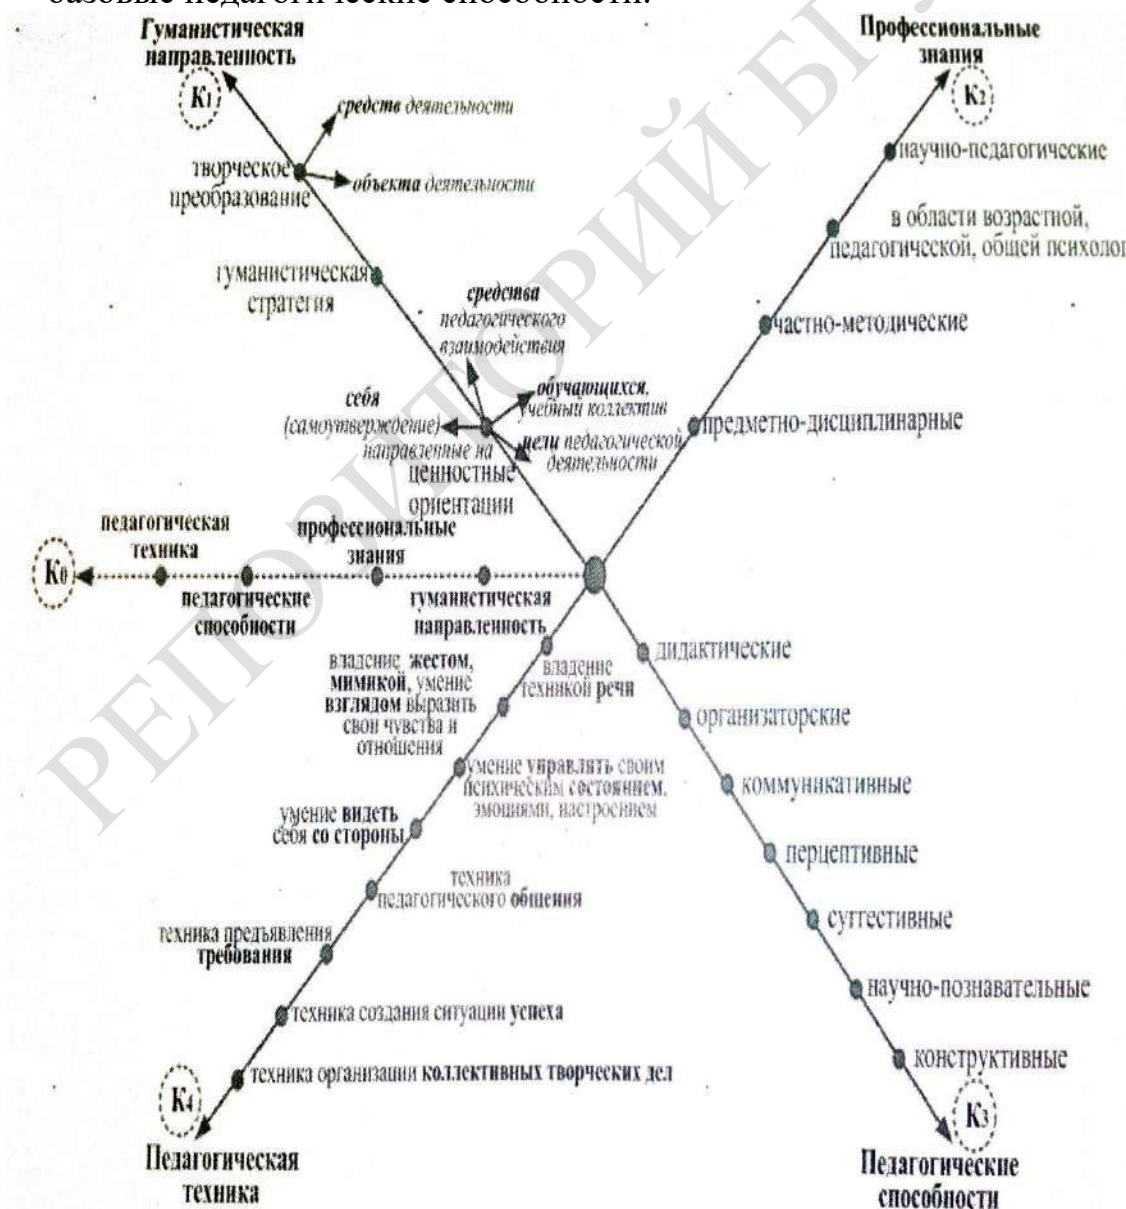 базовые педагогические способности.
Гуманистическая
направленность
К1
средств деятельности
объекта деятельности
творческое
преобразование
гуманистическая
стратегия
средства
педагогического
взаимодействия
обучающихся,
учебный коллектив
себя
(самоутверждение)
направленные на
цели педагогической
деятельности
ценностные
ориентации
Профессиональные
знания
К2
научно-педагогические
в области возрастной,
педагогической, общей психолог
частно-методические
предметно-дисциплинарные
К0
педагогическая
техника
педагогические
способности
профессиональные
знания
гуманистическая
направленность
владение
техникой речи
владение жестом,
мимикой, умение
взглядом выразить
свои чувства и
отношения
умение управлять своим
психическим состоянием,
эмоциями, настроением
умение видеть
себя со стороны
техника
педагогического общения
техника предъявления
требования
техника создания ситуации успеха
техника организации коллективных творческих дел
К4
Педагогическая
техника
дидактические
организаторские
коммуникативные
перцептивные
суггестивные
научно-познавательные
конструктивные
К3
Педагогические
способности
РЕПОЗИТОРИЙ БГ